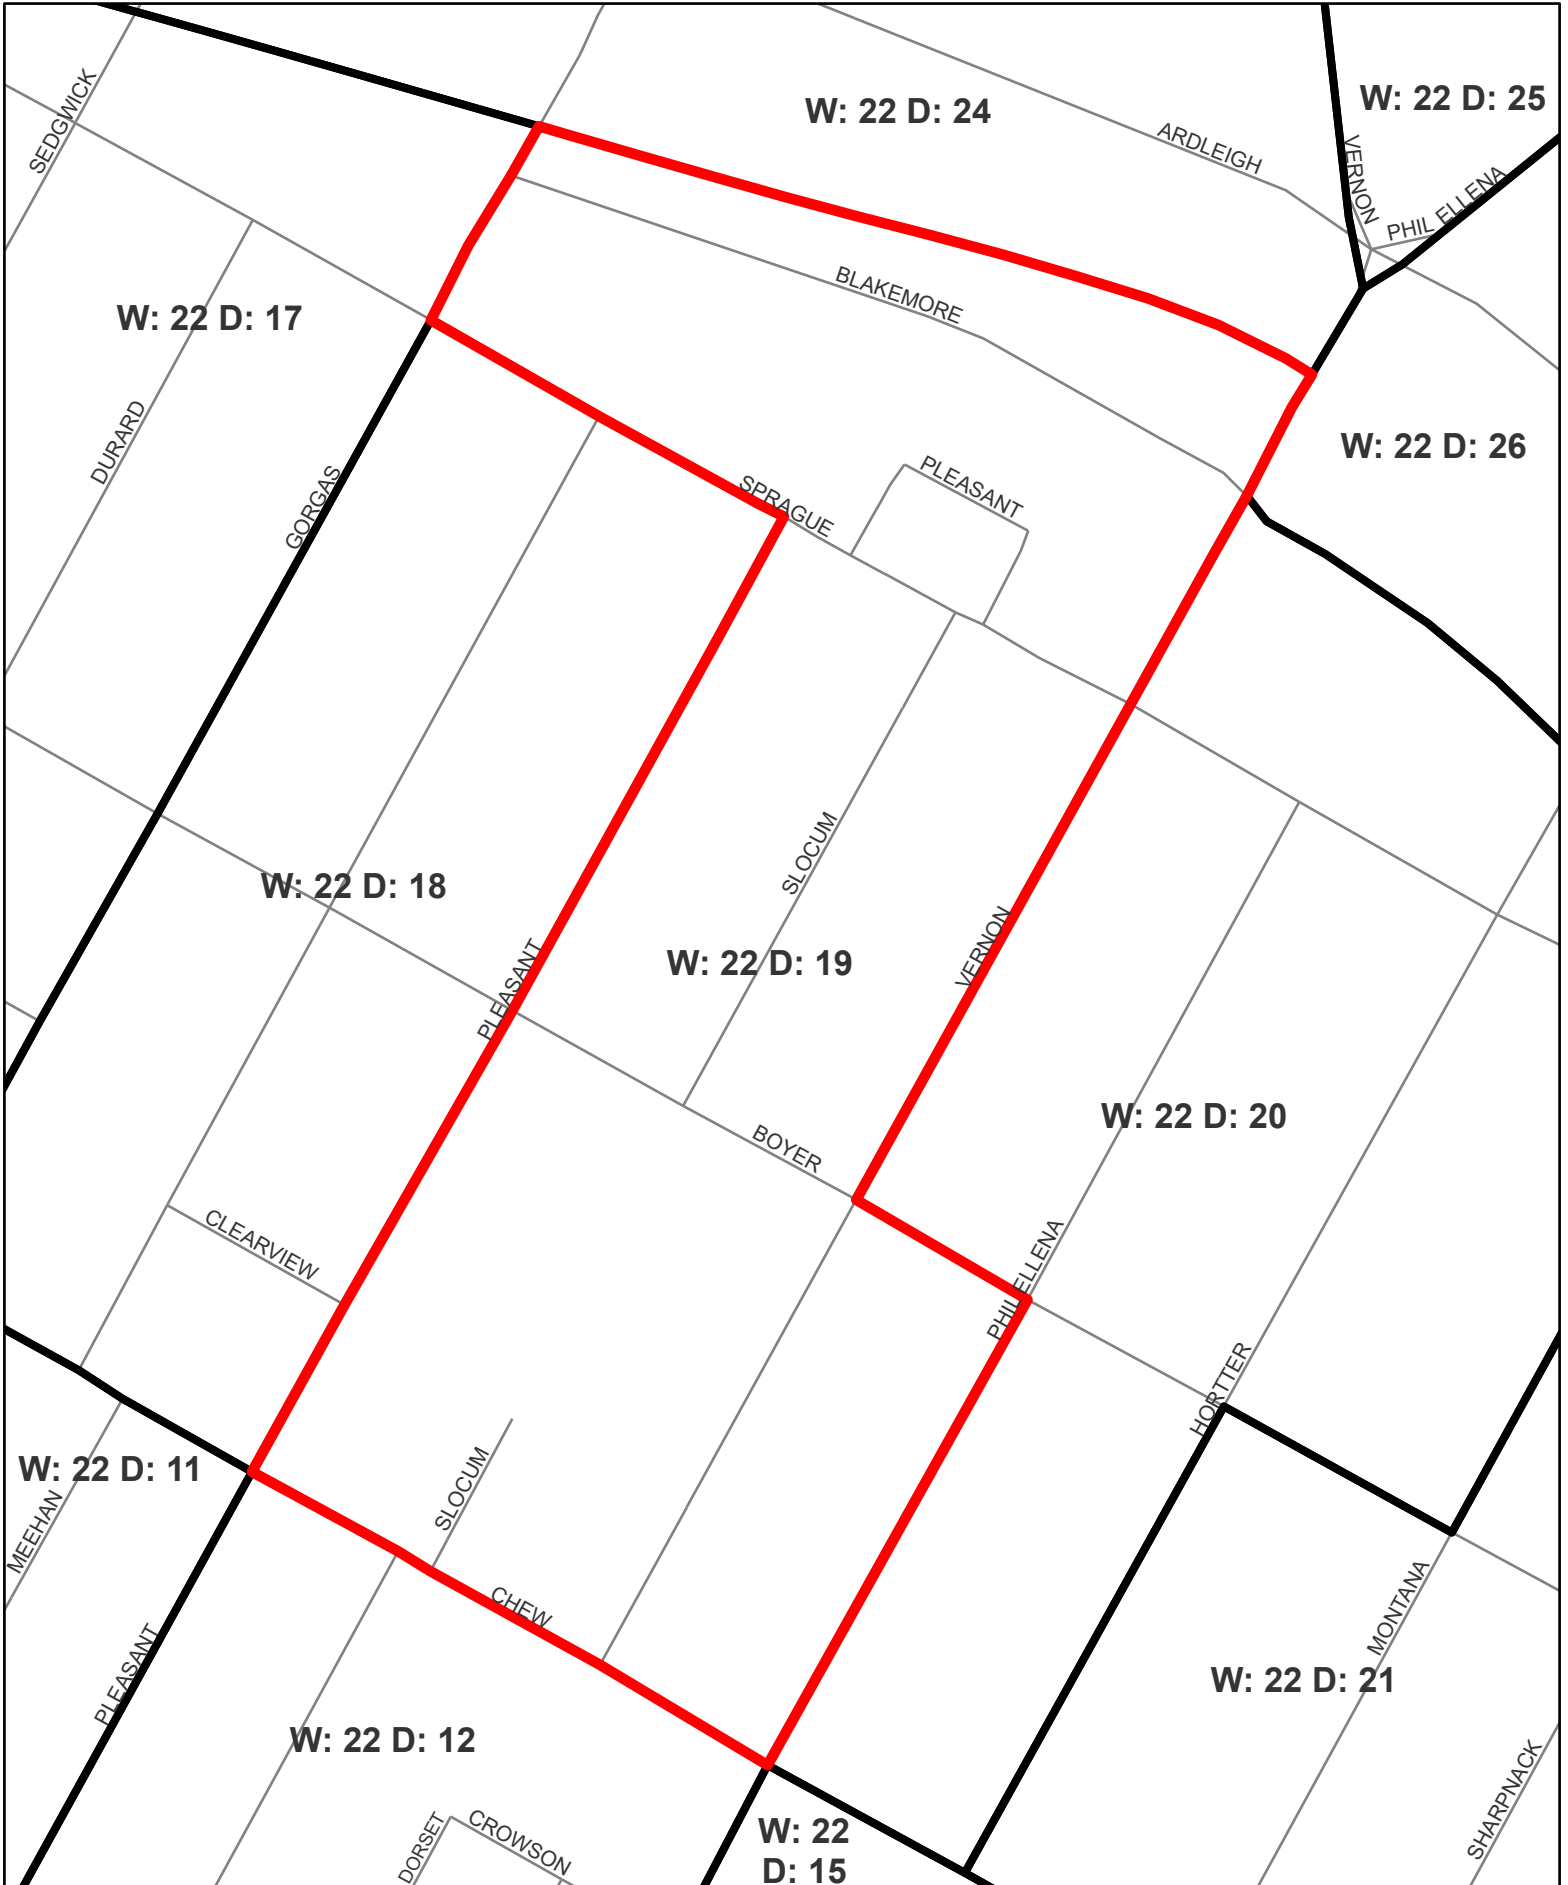 W: 22 D: 24
W: 22 D: 25
SEDGWICK
ARDLEIGH
VERNON
PHIL ELLENA
BLAKEMORE
W: 22 D: 17
DURARD
GORGAS
W: 22 D: 26
PLEASANT
SPRAGUE
SLOCUM
W: 22 D: 18
VERNON
W: 22 D: 19
PLEASANT
W: 22 D: 20
BOYER
CLEARVIEW
PHIL ELLENA
HORTTER
W: 22 D: 11
SLOCUM
MEEHAN
CHEW
MONTANA
PLEASANT
W: 22 D: 21
W: 22 D: 12
SHARPNACK
DORSET
CROWSON
W: 22
D: 15